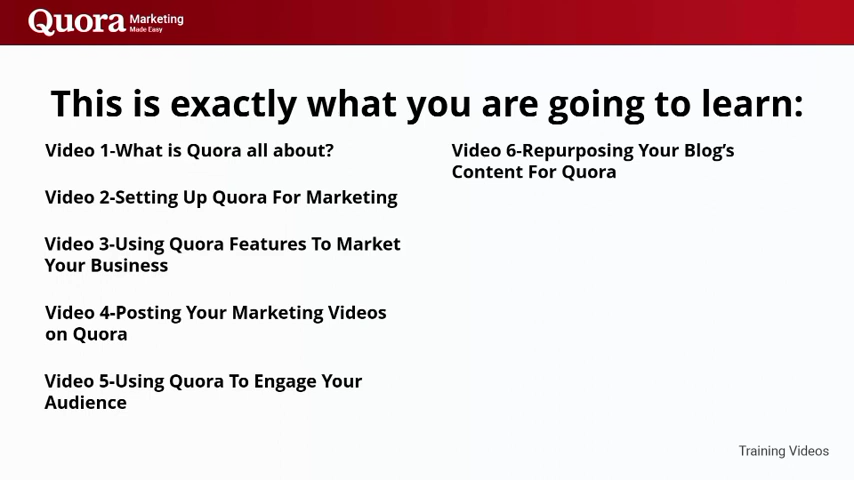 Quora Marketing
Made Easy
This is exactly what you are going to learn:
Video 1-What is Quora all about?
Video 2-Setting Up Quora For Marketing
Video 3-Using Quora Features To Market
Your Business
Video 4-Posting Your Marketing Videos
on Quora
Video 5-Using Quora To Engage Your
Audience
Video 6-Repurposing Your Blog’s
Content For Quora
Training Videos